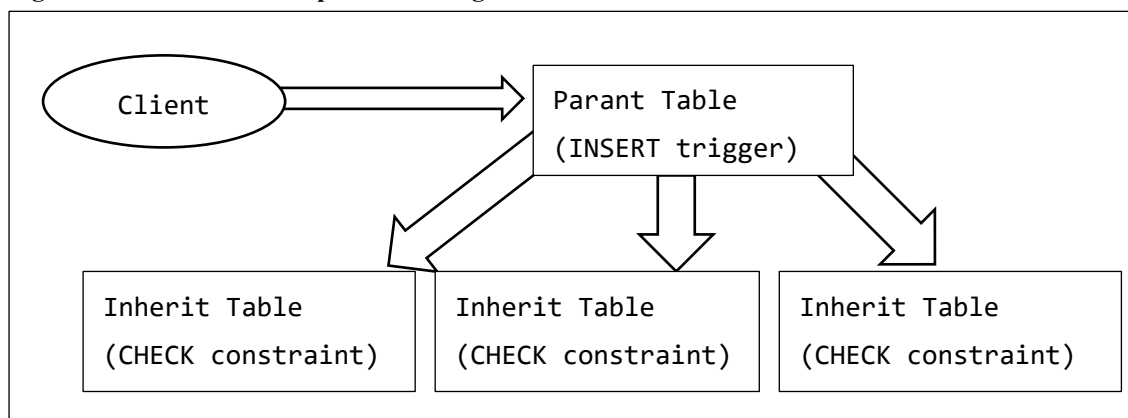 Client
Parant Table
(INSERT trigger)
Inherit Table
(CHECK constraint)
Inherit Table
(CHECK constraint)
Inherit Table
(CHECK constraint)